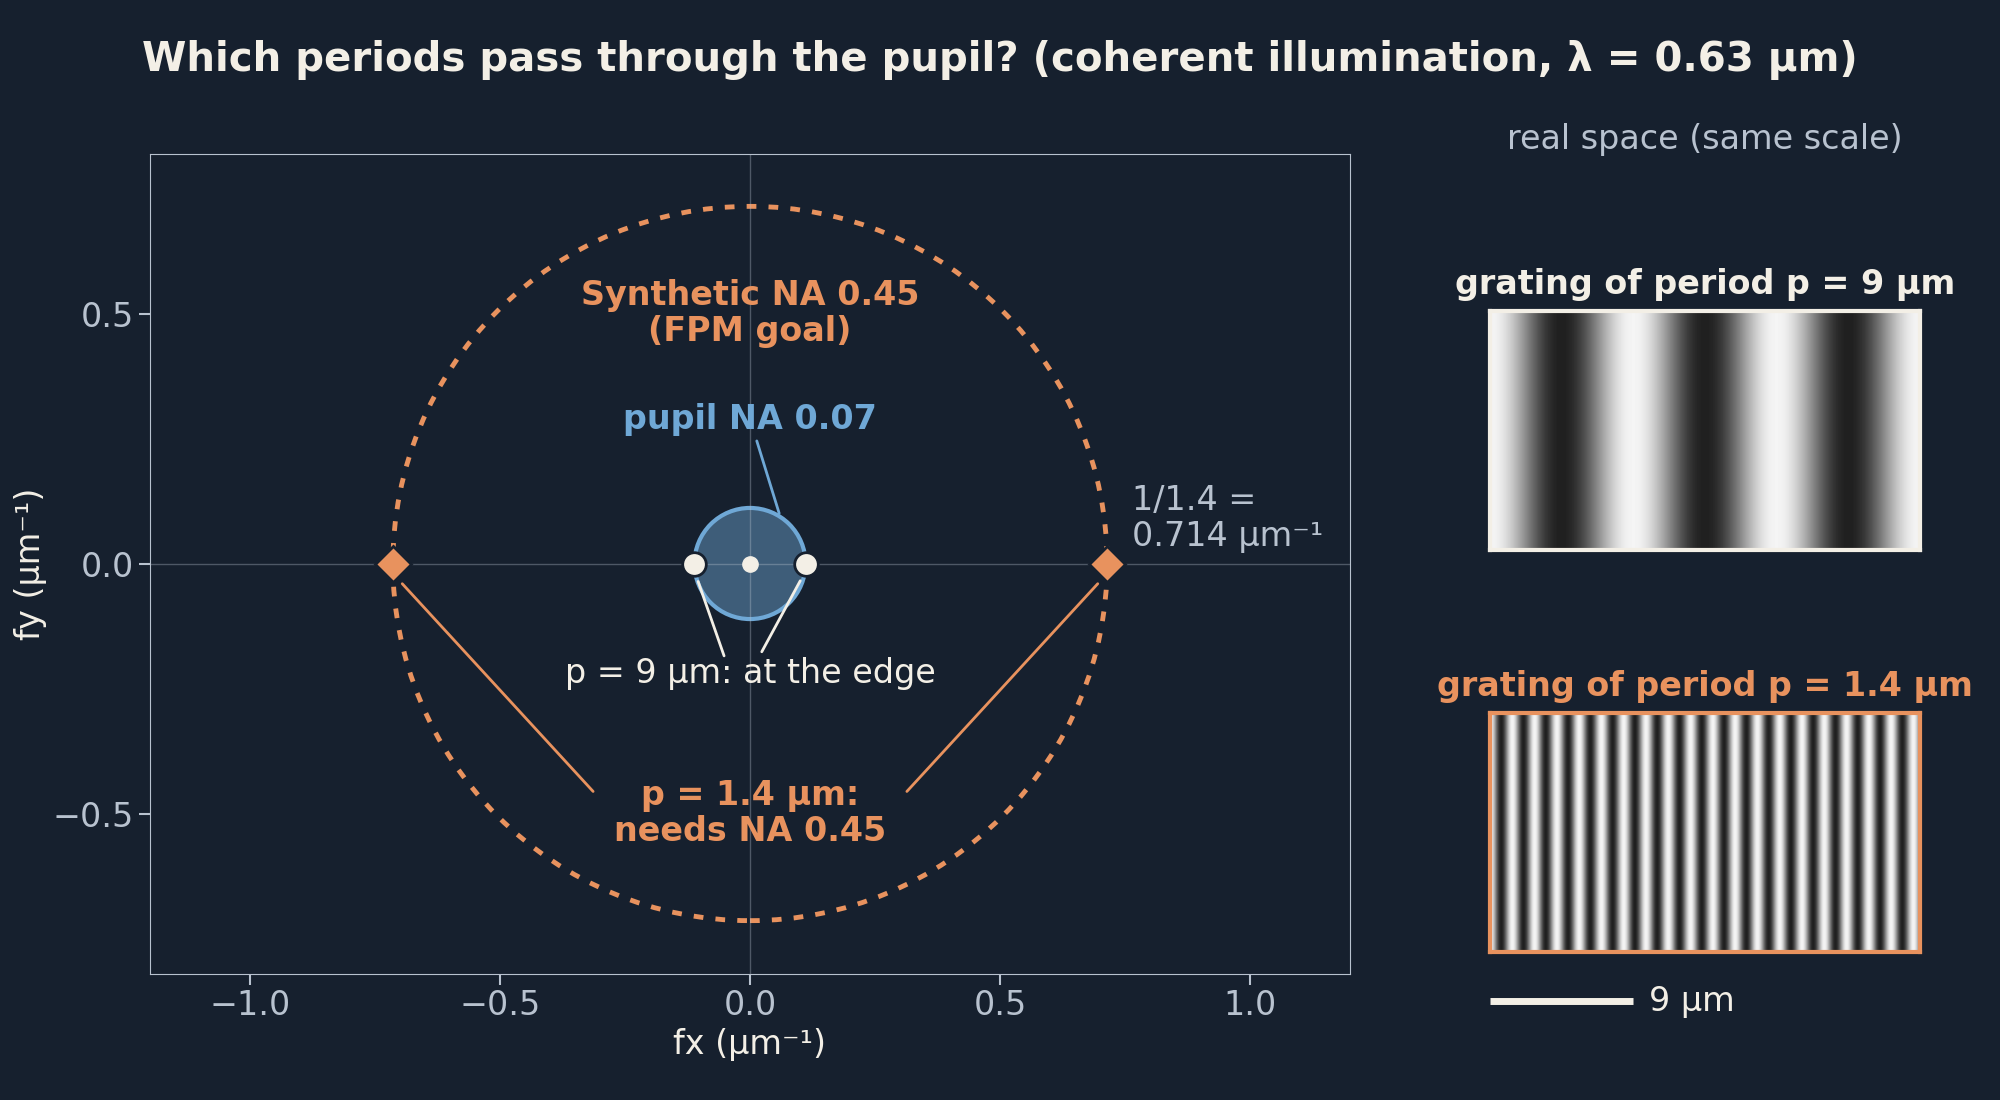 Which periods pass through the pupil? (coherent illumination, λ = 0.63 µm)
real space (same scale)
Synthetic NA 0.45
(FPM goal)
pupil NA 0.07
1/1.4 =
0.714 µm⁻¹
p = 9 µm: at the edge
p = 1.4 µm:
needs NA 0.45
0.5
0.0
−0.5
fy (µm⁻¹)
−1.0
−0.5
0.0
0.5
1.0
fx (µm⁻¹)
grating of period p = 9 µm
grating of period p = 1.4 µm
9 µm